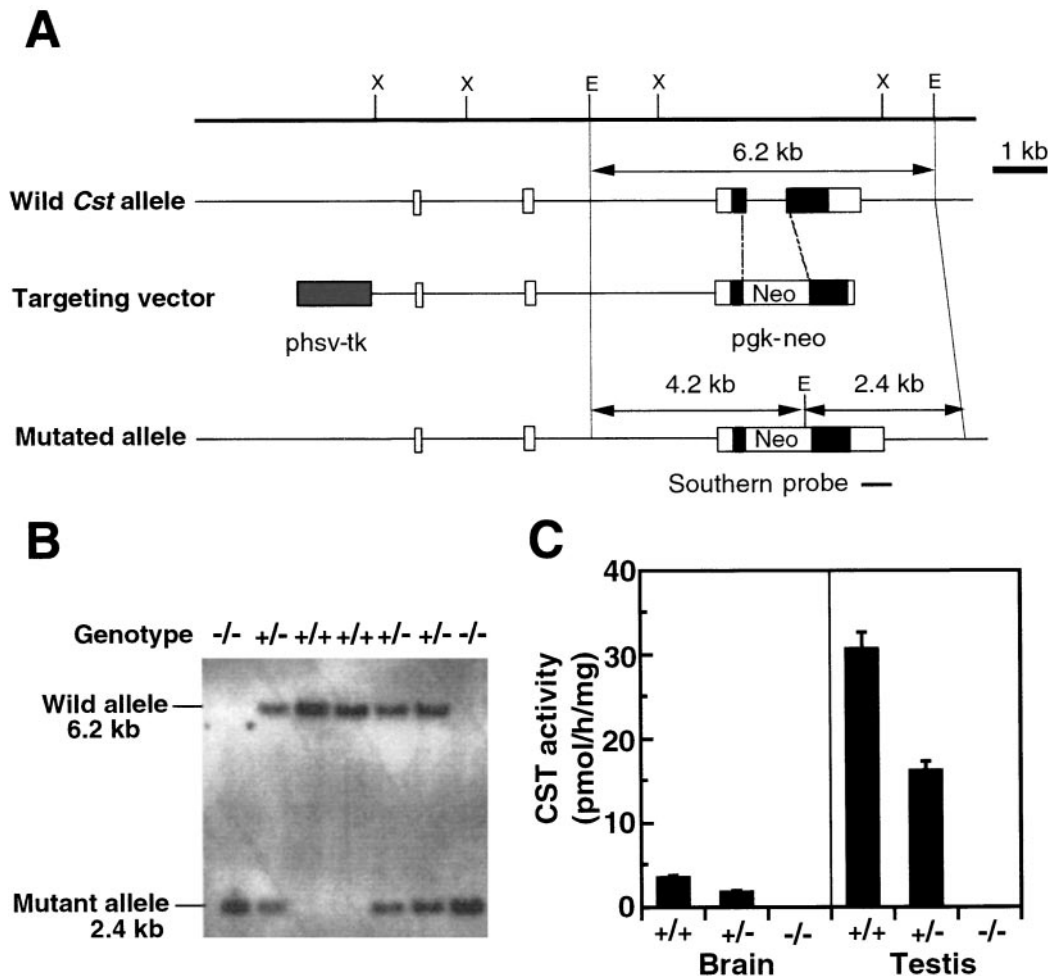 A
X X E X X E
6.2 kb
1 kb
Wild Cst allele
Targeting vector
Neo
phsv-tk
pgk-neo
4.2 kb
E
2.4 kb
Mutated allele
Neo
Southern probe
B
Genotype -/- +/- +/+ +/+ +/- +/- -/-
Wild allele
6.2 kb
Mutant allele
2.4 kb
C
CST activity
(pmol/h/mg)
40
30
20
10
0
+/+ +/- -/- +/+ +/- -/-
Brain Testis